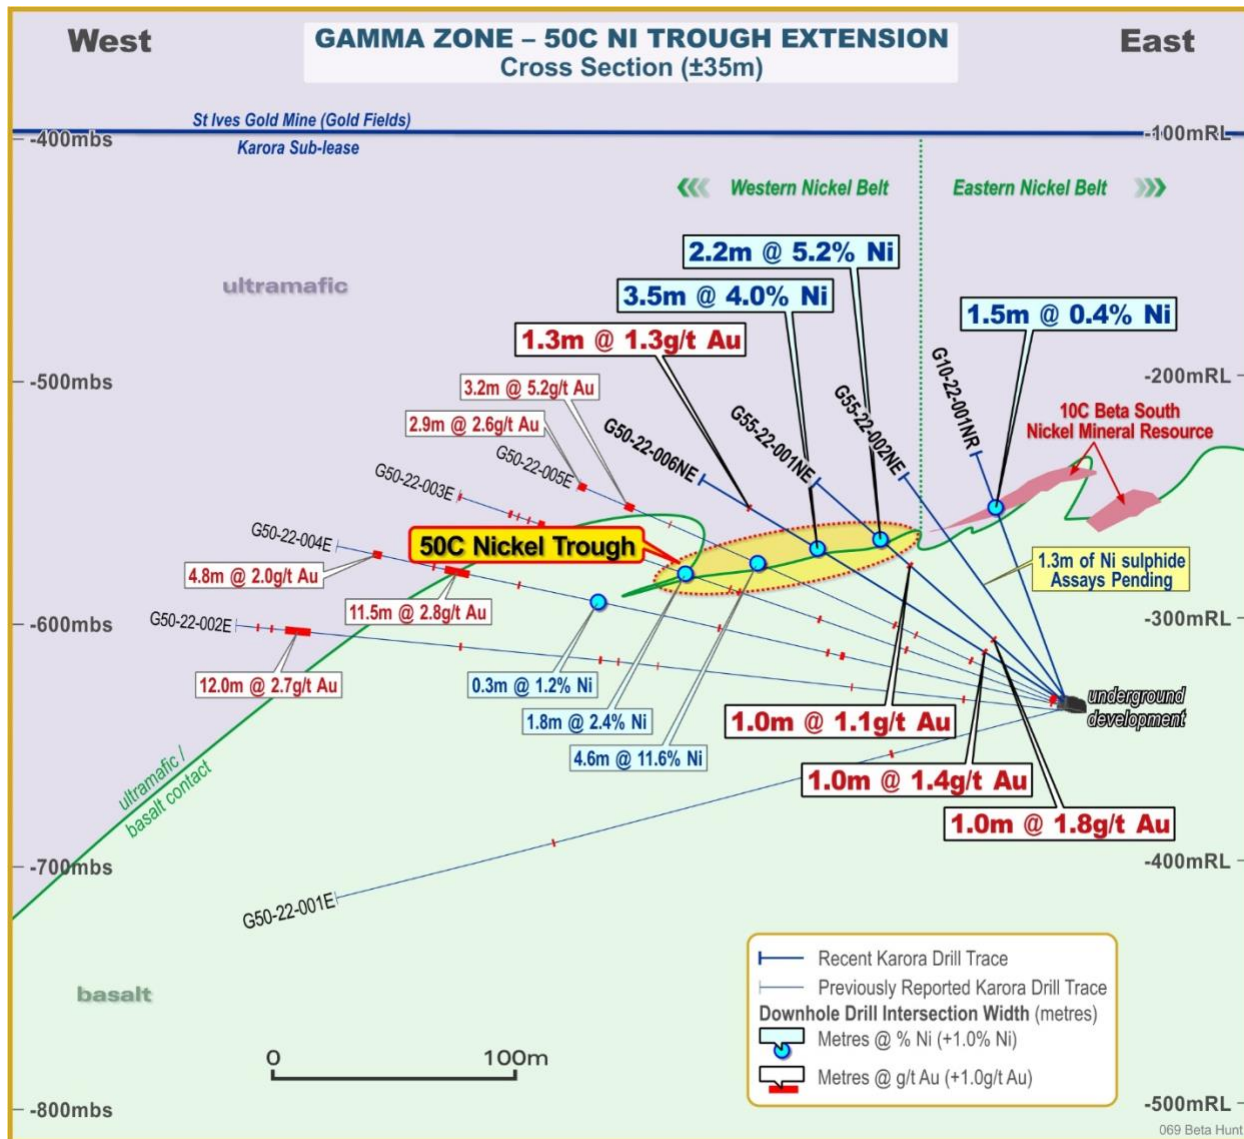 West
GAMMA ZONE – 50C NI TROUGH EXTENSION
East
Cross Section (±35m)
St Ives Gold Mine (Gold Fields)
-400mbs
-100mRL
Karora Sub-lease
Western Nickel Belt
Eastern Nickel Belt
2.2m @ 5.2% Ni
ultramafic
3.5m @ 4.0% Ni
1.5m @ 0.4% Ni
1.3m @ 1.3g/t Au
-500mbs
-200mRL
3.2m @ 5.2g/t Au
2.9m @ 2.6g/t Au
G50-22-006NE
G55-22-001NE
G55-22-002NE
G10-22-001NR
10C Beta South
Nickel Mineral Resource
G50-22-005E
G50-22-003E
G50-22-004E
50C Nickel Trough
4.8m @ 2.0g/t Au
1.3m of Ni sulphide
Assays Pending
11.5m @ 2.8g/t Au
-600mbs
-300mRL
G50-22-002E
12.0m @ 2.7g/t Au
0.3m @ 1.2% Ni
1.8m @ 2.4% Ni
4.6m @ 11.6% Ni
1.0m @ 1.1g/t Au
underground
development
1.0m @ 1.4g/t Au
1.0m @ 1.8g/t Au
ultramafic /
basalt contact
-700mbs
-400mRL
G50-22-001E
basalt
Recent Karora Drill Trace
Previously Reported Karora Drill Trace
Downhole Drill Intersection Width (metres)
Metres @ % Ni (+1.0% Ni)
Metres @ g/t Au (+1.0g/t Au)
0 100m
-800mbs
-500mRL
069 Beta Hunt